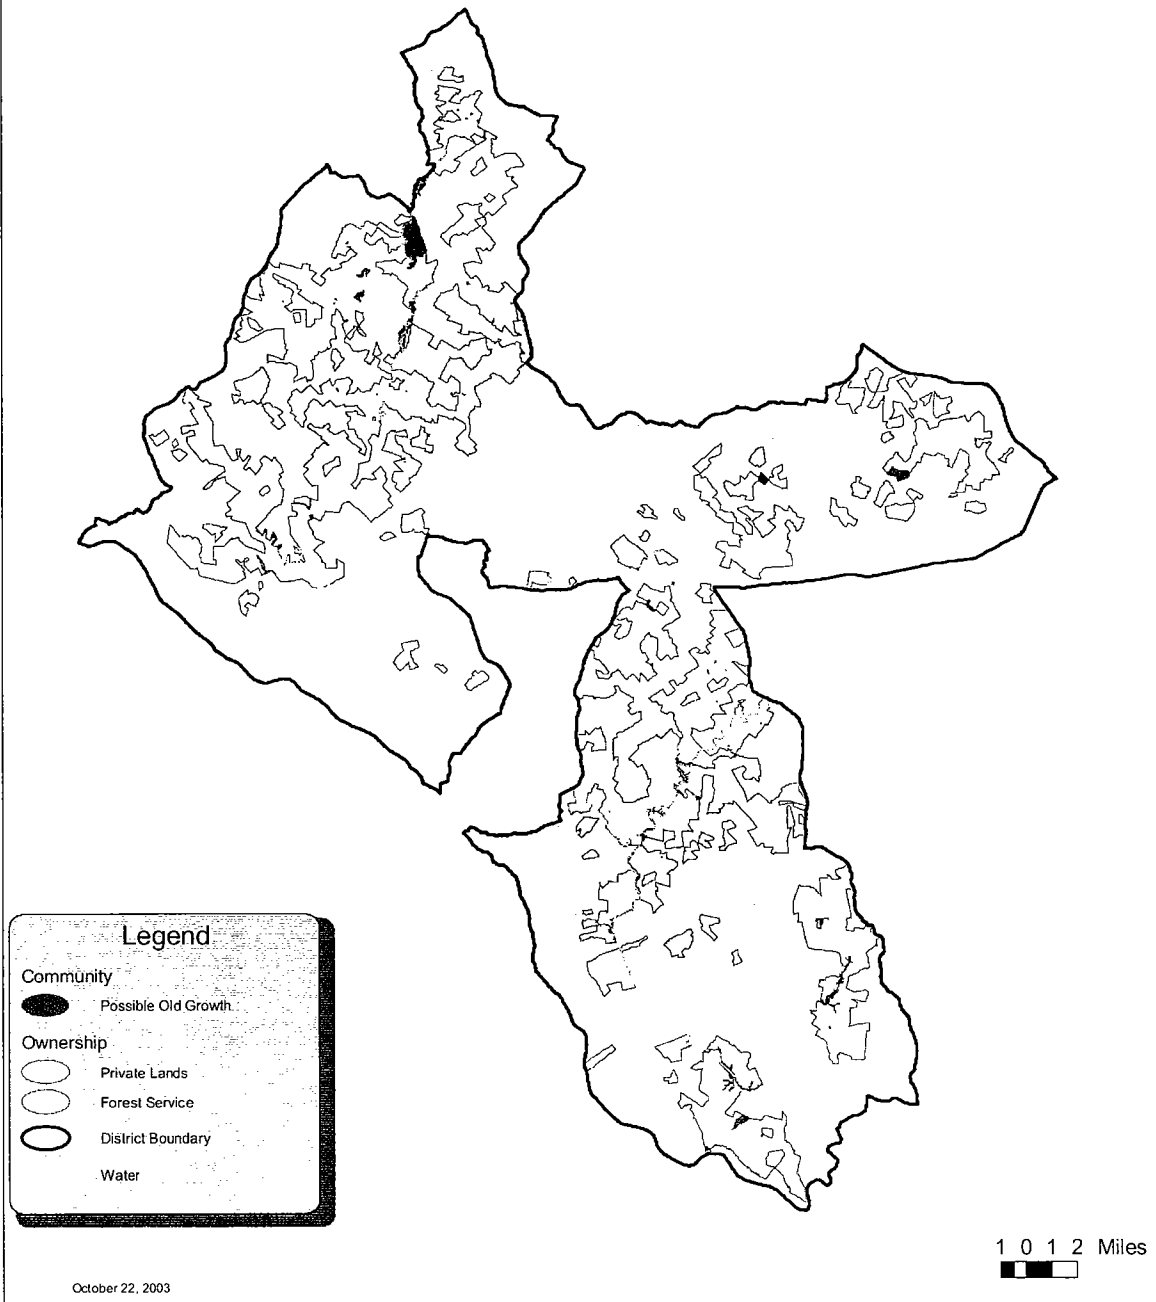 Legend
Community
Possible Old Growth
Ownership
Private Lands
Forest Service
District Boundary
Water
1 0 1 2 Miles
October 22, 2003